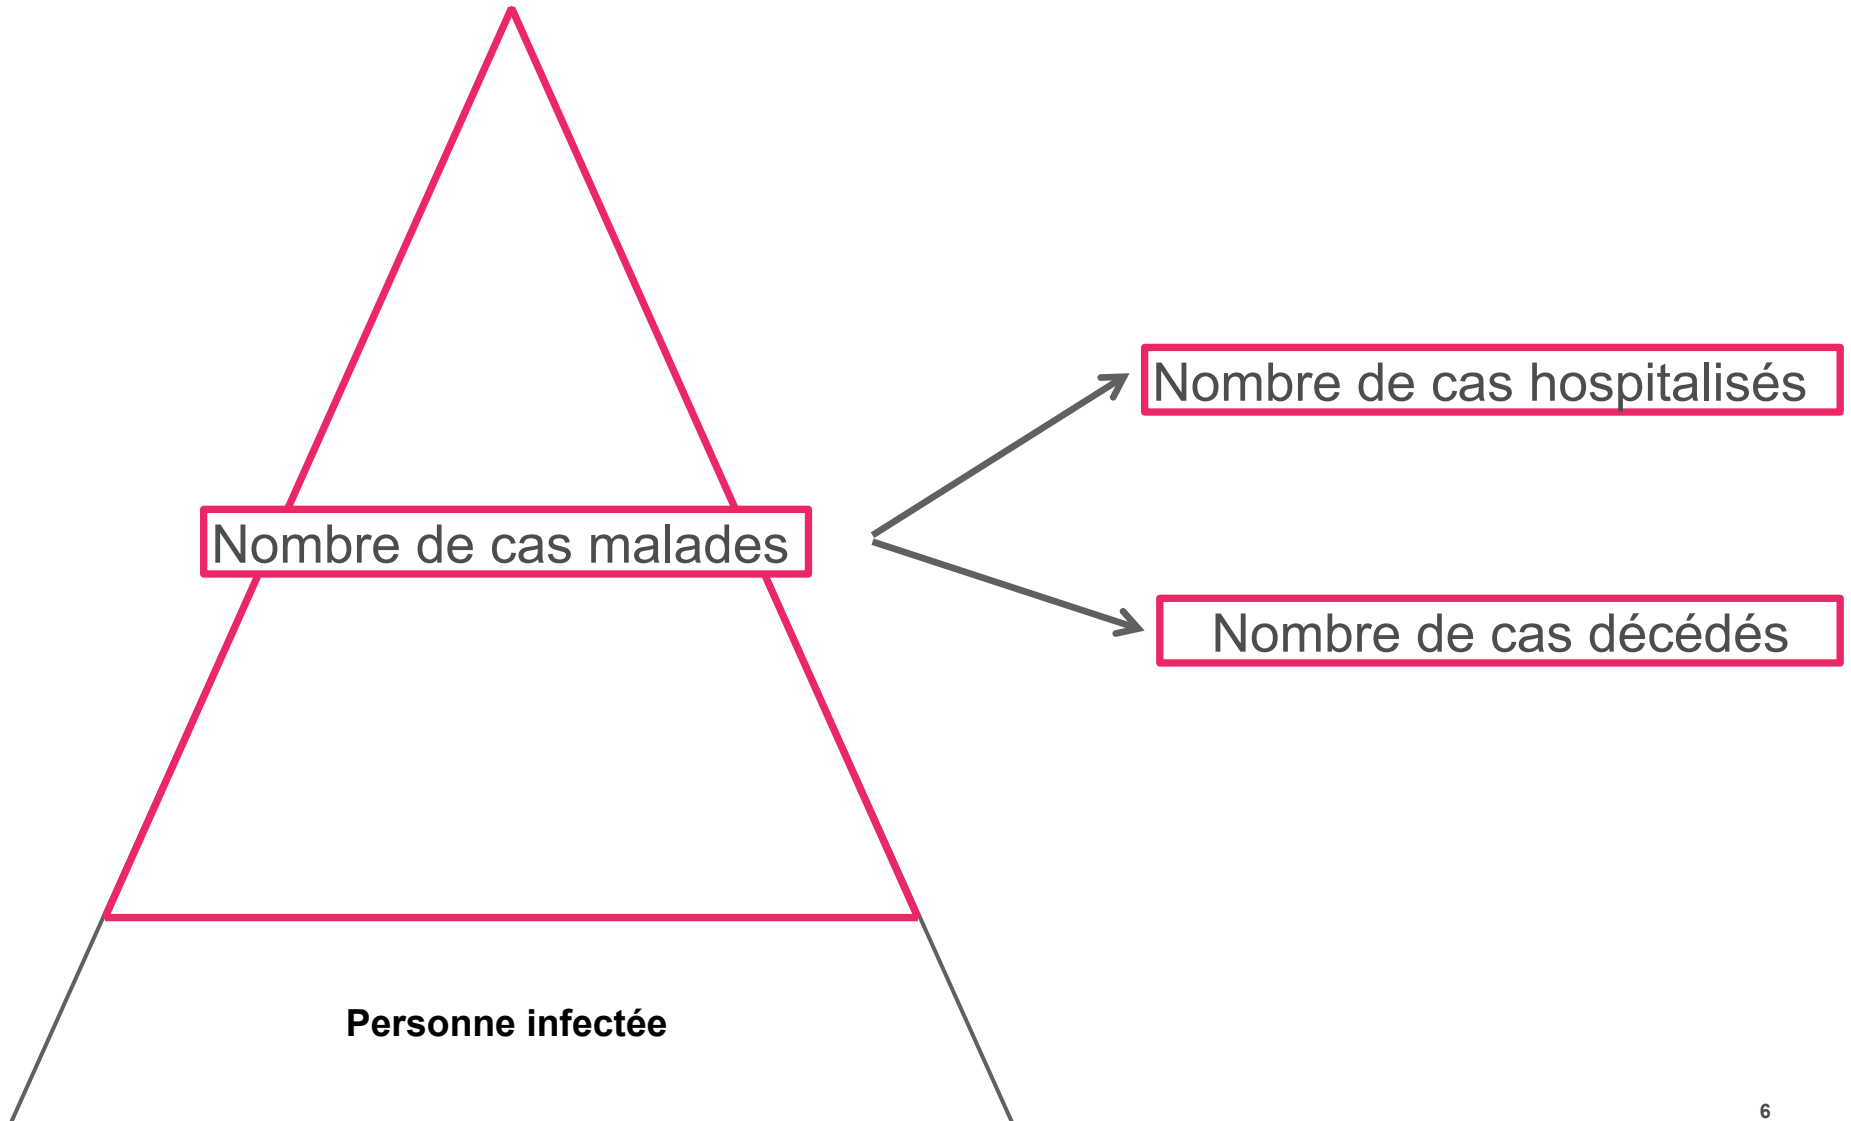 Nombre de cas hospitalisés
Nombre de cas malades
Nombre de cas décédés
Personne infectée
6